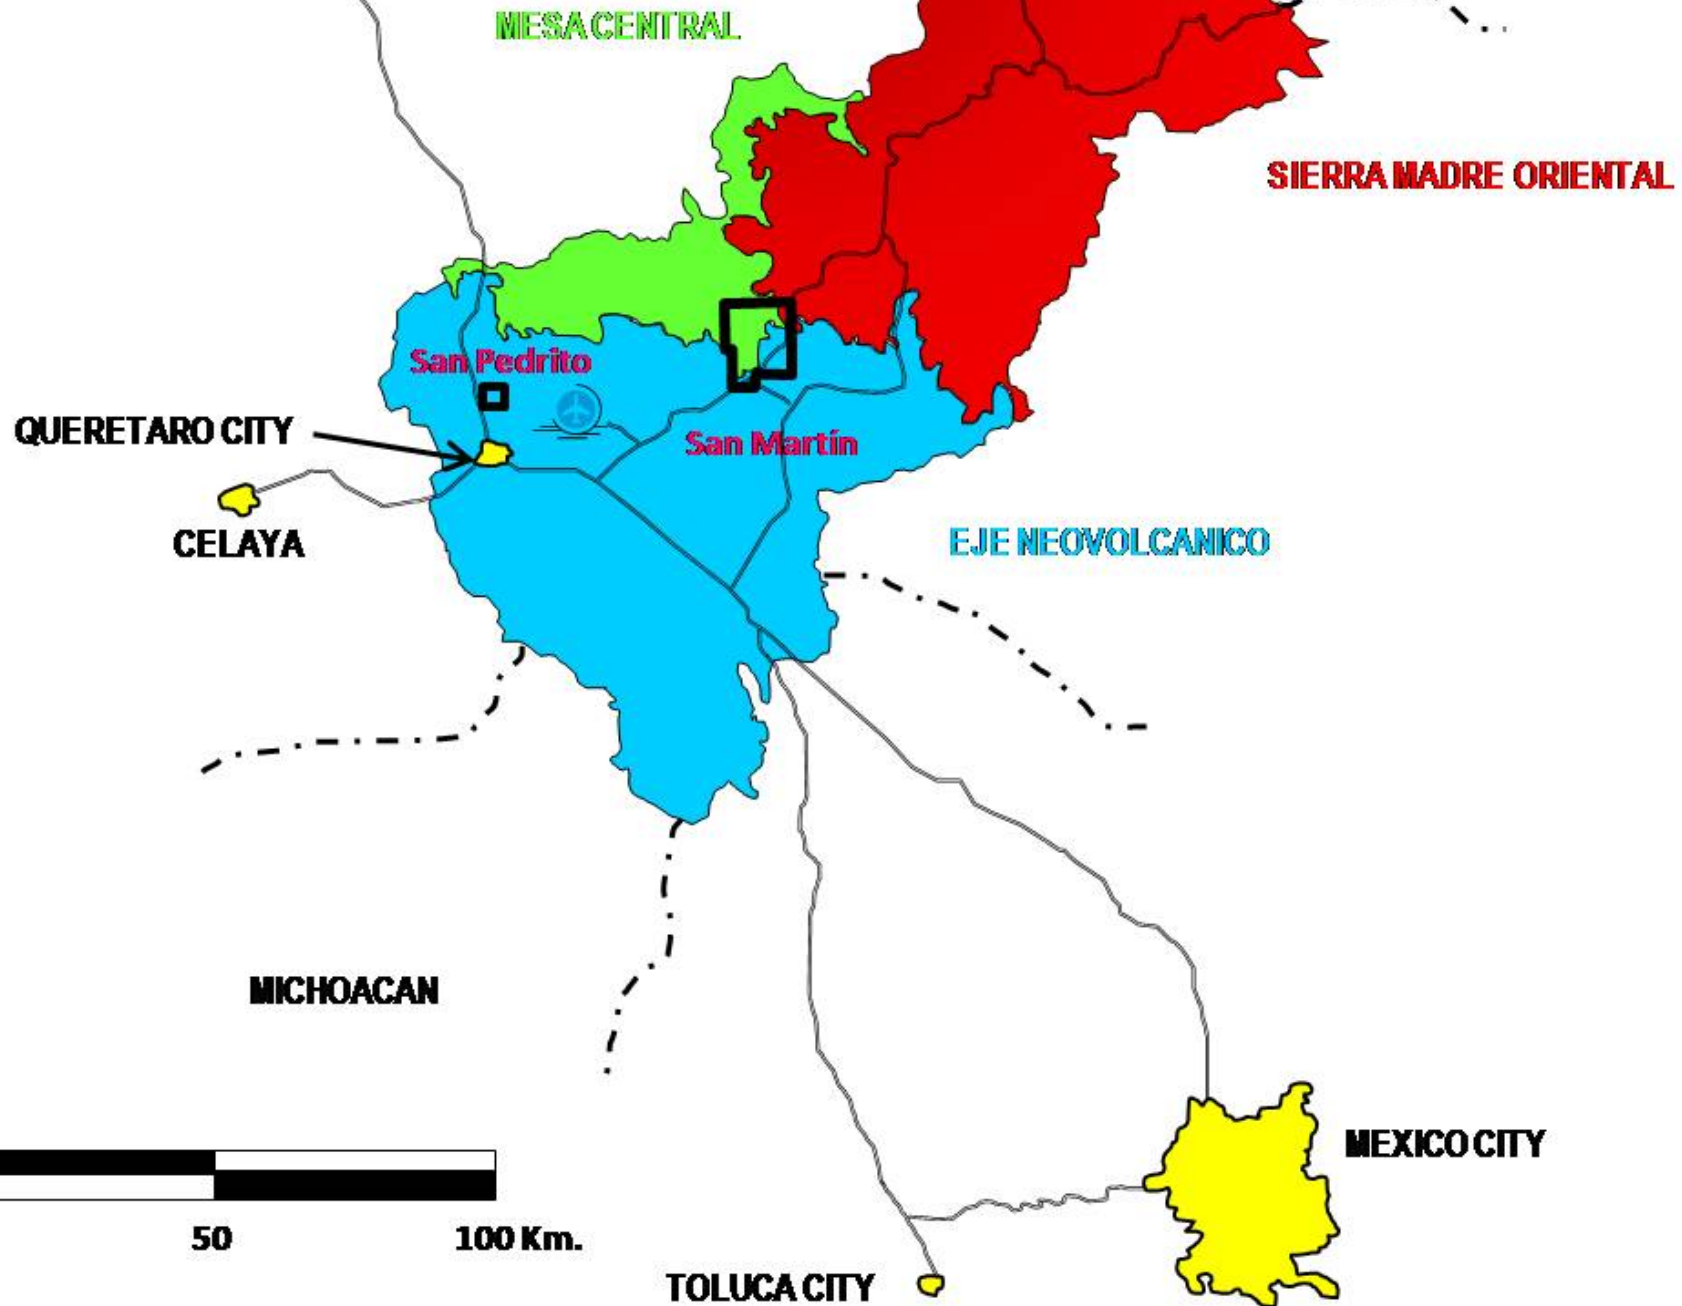 MESA CENTRAL
SIERRA MADRE ORIENTAL
San Pedrito
QUERETARO CITY
San Martín
CELAYA
EJE NEOVOLCANICO
MICHOACAN
MEXICO CITY
50
100 Km.
TOLUCA CITY